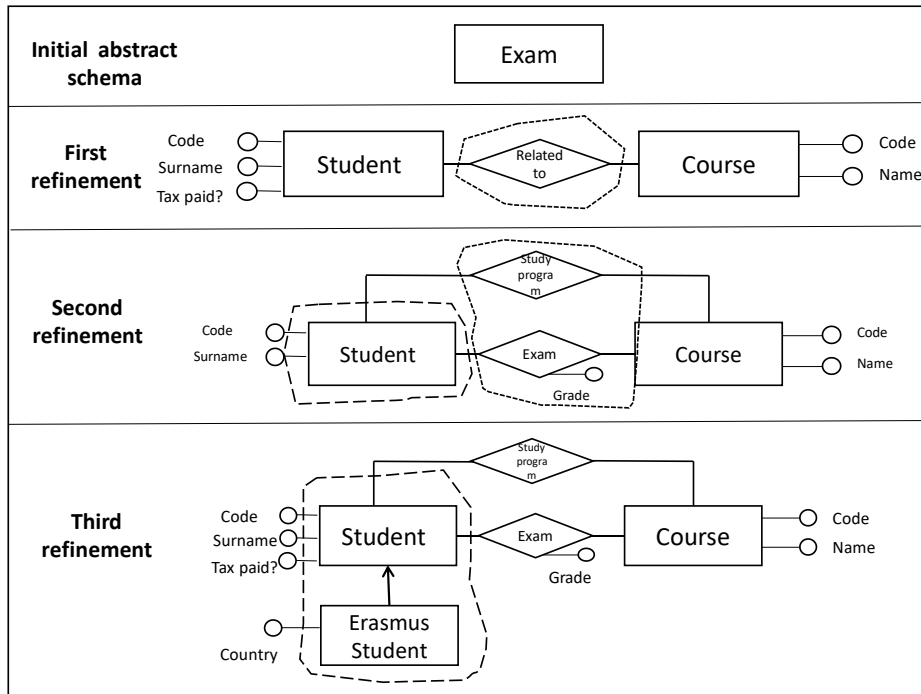 Initial abstract
schema
Exam
First
refinement
Code
Surname
Tax paid?
Student
Related
to
Course
Code
Name
Second
refinement
Study
progra
m
Code
Surname
Student
Exam
Grade
Course
Code
Name
Third
refinement
Study
progra
m
Code
Surname
Tax paid?
Student
Exam
Grade
Course
Code
Name
Country
Erasmus
Student